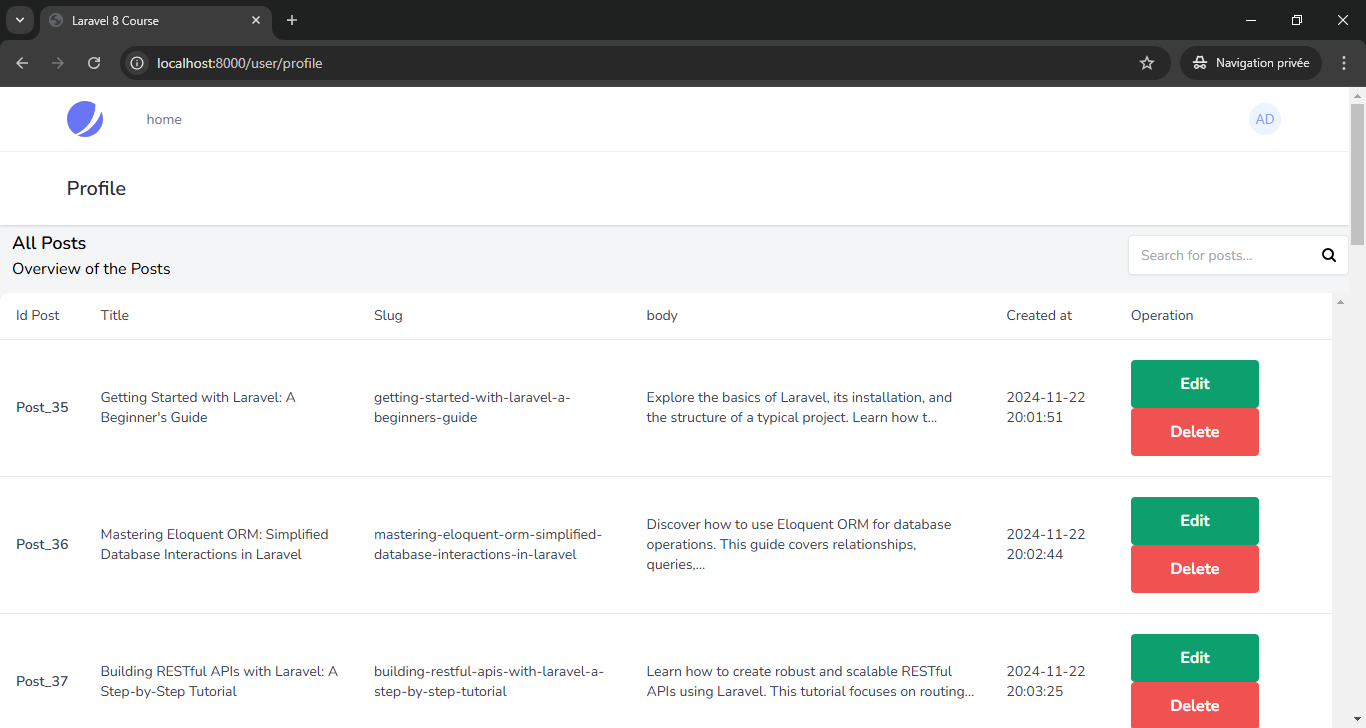 Laravel 8 Course
localhost:8000/user/profile
Navigation privée
home
AD
Profile
All Posts
Overview of the Posts
Search for posts...
Id Post Title Slug body Created at Operation
Post_35
Getting Started with Laravel: A
Beginner's Guide
getting-started-with-laravel-a-
beginners-guide
Explore the basics of Laravel, its installation, and
the structure of a typical project. Learn how t...
2024-11-22
20:01:51
Edit
Delete
Post_36
Mastering Eloquent ORM: Simplified
Database Interactions in Laravel
mastering-eloquent-orm-simplified-
database-interactions-in-laravel
Discover how to use Eloquent ORM for database
operations. This guide covers relationships,
queries,...
2024-11-22
20:02:44
Edit
Delete
Post_37
Building RESTful APIs with Laravel: A
Step-by-Step Tutorial
building-restful-apis-with-laravel-a-
step-by-step-tutorial
Learn how to create robust and scalable RESTful
APIs using Laravel. This tutorial focuses on routing...
2024-11-22
20:03:25
Edit
Delete